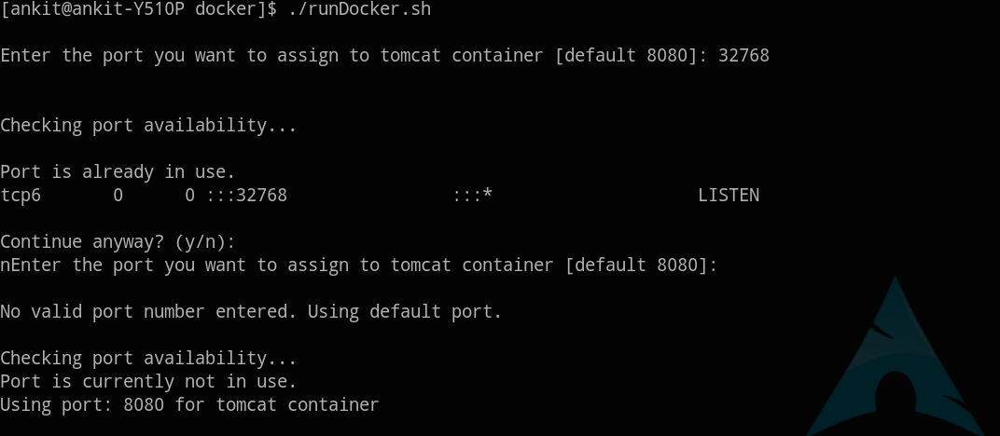 [ankit@ankit-Y510P docker]$ ./runDocker.sh
Enter the port you want to assign to tomcat container [default 8080]: 32768
Checking port availability...
Port is already in use.
tcp6       0      0 :::32768                :::*                    LISTEN
Continue anyway? (y/n):
nEnter the port you want to assign to tomcat container [default 8080]:
No valid port number entered. Using default port.
Checking port availability...
Port is currently not in use.
Using port: 8080 for tomcat container